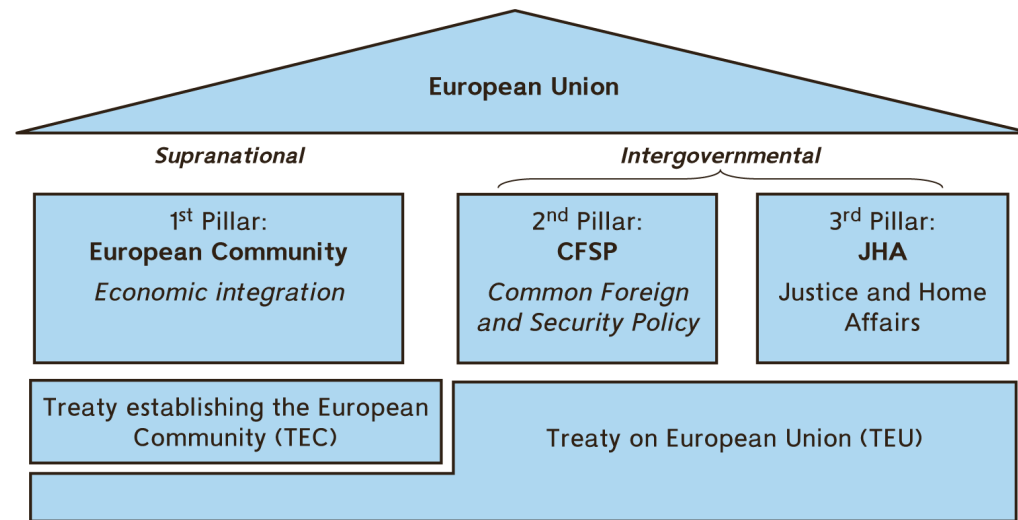 European Union
Supranational
Intergovernmental
1st Pillar:
European Community
Economic integration
2nd Pillar:
CFSP
Common Foreign
and Security Policy
3rd Pillar:
JHA
Justice and Home
Affairs
Treaty establishing the European
Community (TEC)
Treaty on European Union (TEU)